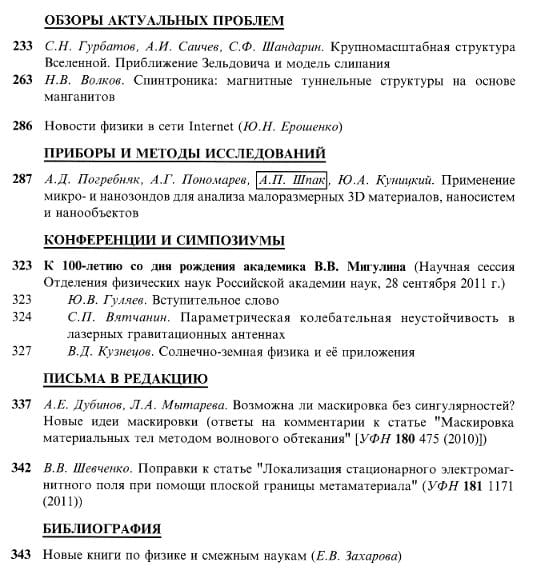 ОБЗОРЫ АКТУАЛЬНЫХ ПРОБЛЕМ
233 С.Н. Гурбатов, А.И. Саичев, С.Ф. Шандарин. Крупномасштабная структура
Вселенной. Приближение Зельдовича и модель слипания
263 Н.В. Волков. Спинтроника: магнитные туннельные структуры на основе
манганитов
286 Новости физики в сети Internet (Ю.Н. Ерошенко)
ПРИБОРЫ И МЕТОДЫ ИССЛЕДОВАНИЙ
287 А.Д. Погребняк, А.Г. Пономарев, А.П. Шпак, Ю.А. Куницкий. Применение
микро- и нанозондов для анализа малоразмерных 3D материалов, наносистем
и нанообъектов
КОНФЕРЕНЦИИ И СИМПОЗИУМЫ
323 К 100-летию со дня рождения академика В.В. Мигулина (Научная сессия
Отделения физических наук Российской академии наук, 28 сентября 2011 г.)
323 Ю.В. Гуляев. Вступительное слово
324 С.П. Вятчанин. Параметрическая колебательная неустойчивость в
лазерных гравитационных антеннах
327 В.Д. Кузнецов. Солнечно-земная физика и её приложения
ПИСЬМА В РЕДАКЦИЮ
337 А.Е. Дубинов, Л.А. Мытарева. Возможна ли маскировка без сингулярностей?
Новые идеи маскировки (ответы на комментарии к статье "Маскировка
материальных тел методом волнового обтекания" [УФН 180 475 (2010)])
342 В.В. Шевченко. Поправки к статье "Локализация стационарного электромаг-
нитного поля при помощи плоской границы метаматериала" (УФН 181 1171
(2011))
БИБЛИОГРАФИЯ
343 Новые книги по физике и смежным наукам (Е.В. Захарова)